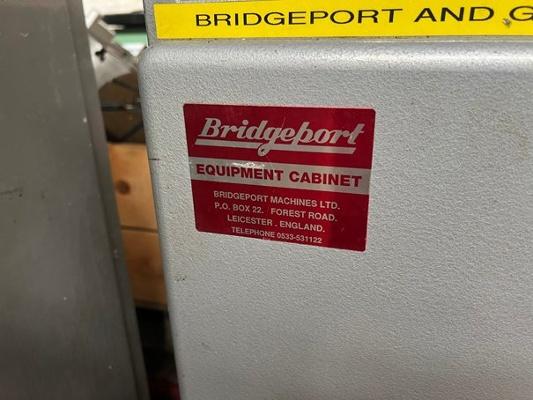 BRIDGEPORT AND G
Bridgeport
EQUIPMENT CABINET
BRIDGEPORT MACHINES LTD.
P.O. BOX 22. FOREST ROAD.
LEICESTER . ENGLAND.
TELEPHONE 0533-531122